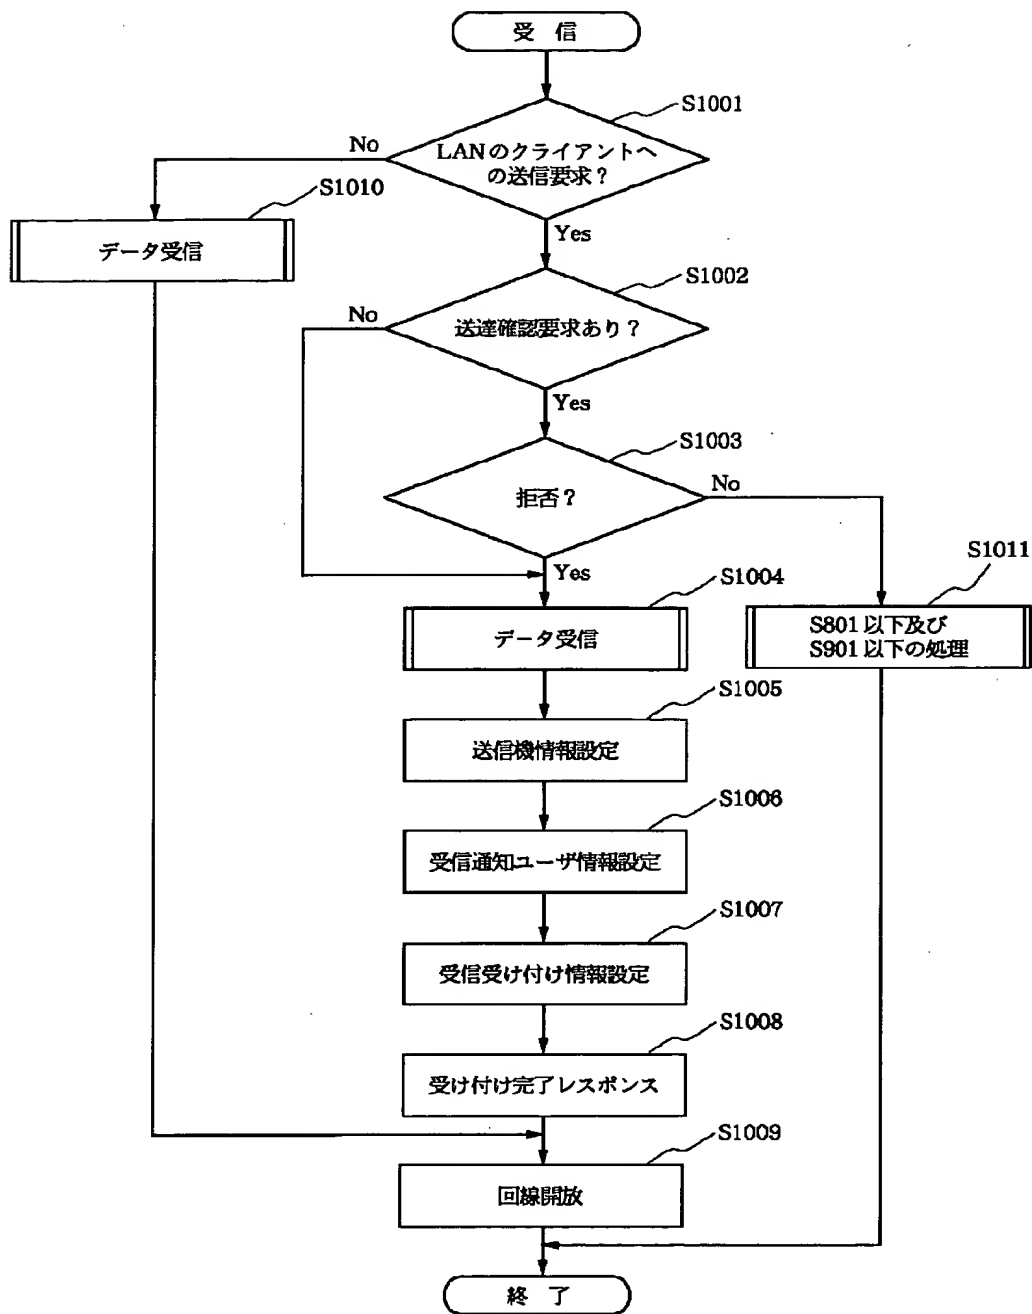 受 信
S1001
No
LANのクライアントへ
の送信要求?
S1010
Yes
データ受信
S1002
No
送達確認要求あり?
Yes
S1003
拒否?
No
S1011
Yes
S1004
データ受信
S801以下及び
S901以下の処理
S1005
送信機情報設定
S1006
受信通知ユーザ情報設定
S1007
受信受け付け情報設定
S1008
受け付け完了レスポンス
S1009
回線開放
終 了